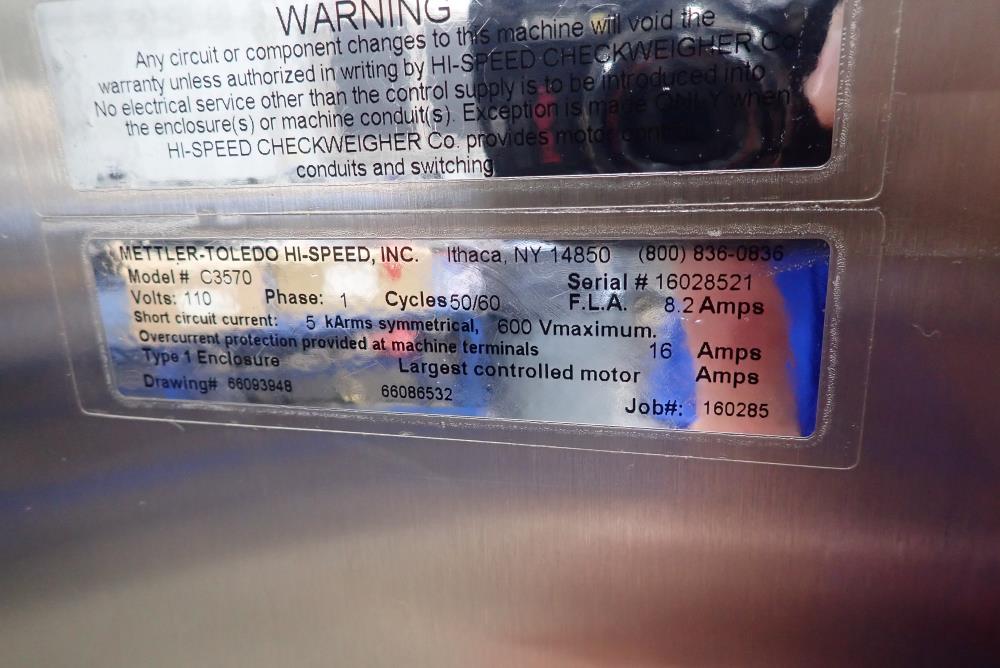 WARNING
Any circuit or component changes to this machine will void the
warranty unless authorized in writing by HI-SPEED CHECKWEIGHER Co.
No electrical service other than the control supply is to be introduced into
the enclosure(s) or machine conduit(s). Exception is made ONLY when
HI-SPEED CHECKWEIGHER Co. provides motor control
conduits and switching
METTLER-TOLEDO HI-SPEED, INC. Ithaca, NY 14850 (800) 836-0836
Model # C3570 Serial # 16028521
Volts: 110 Phase: 1 Cycles 50/60 F.L.A. 8.2 Amps
Short circuit current: 5 kArms symmetrical, 600 Vmaximum.
Overcurrent protection provided at machine terminals 16 Amps
Type 1 Enclosure Largest controlled motor Amps
Drawing# 66093948 66086532 Job#: 160285